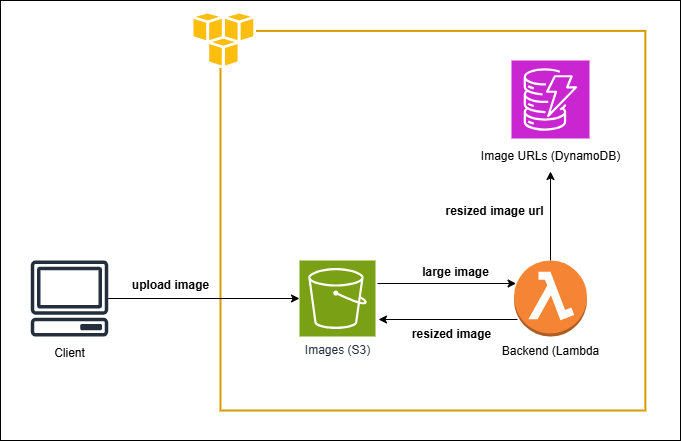 Image URLs (DynamoDB)
resized image url
upload image
large image
resized image
Client
Images (S3)
Backend (Lambda